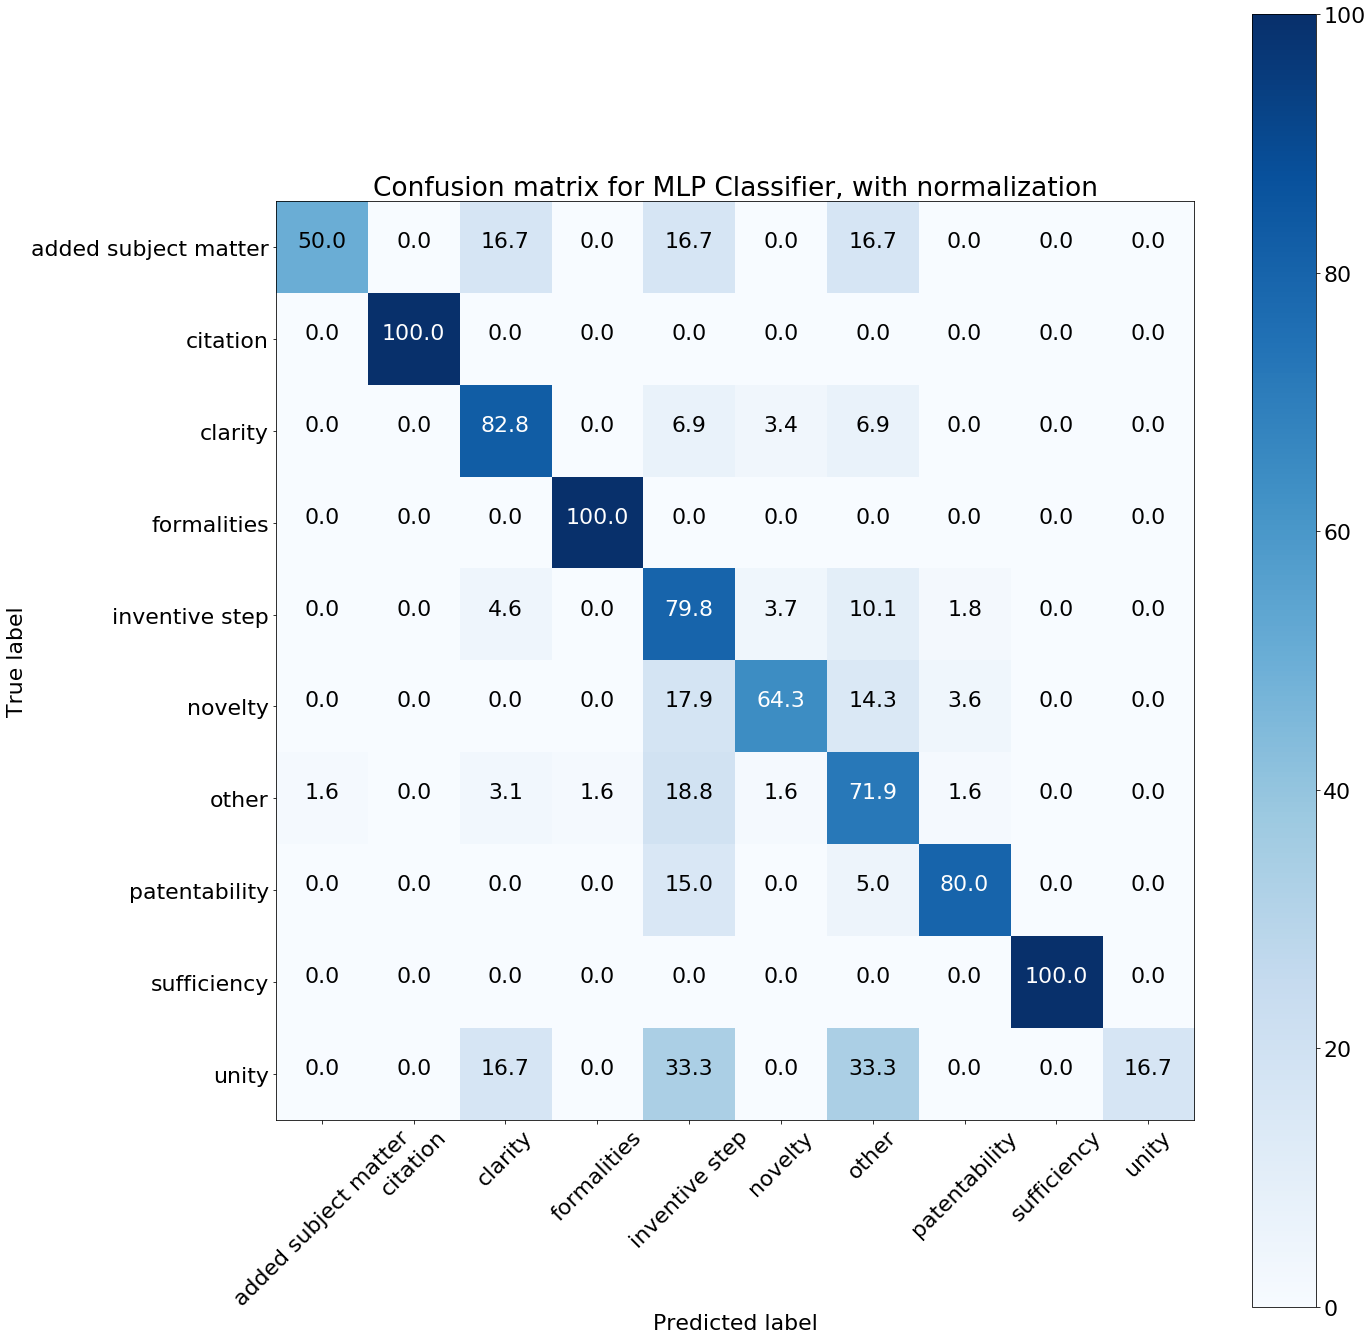 Confusion matrix for MLP Classifier, with normalization
added subject matter 50.0 0.0 16.7 0.0 16.7 0.0 16.7 0.0 0.0 0.0
citation 0.0 100.0 0.0 0.0 0.0 0.0 0.0 0.0 0.0 0.0
clarity 0.0 0.0 82.8 0.0 6.9 3.4 6.9 0.0 0.0 0.0
formalities 0.0 0.0 0.0 100.0 0.0 0.0 0.0 0.0 0.0 0.0
inventive step 0.0 0.0 4.6 0.0 79.8 3.7 10.1 1.8 0.0 0.0
novelty 0.0 0.0 0.0 0.0 17.9 64.3 14.3 3.6 0.0 0.0
other 1.6 0.0 3.1 1.6 18.8 1.6 71.9 1.6 0.0 0.0
patentability 0.0 0.0 0.0 0.0 15.0 0.0 5.0 80.0 0.0 0.0
sufficiency 0.0 0.0 0.0 0.0 0.0 0.0 0.0 0.0 100.0 0.0
unity 0.0 0.0 16.7 0.0 33.3 0.0 33.3 0.0 0.0 16.7
True label
added subject matter
citation
clarity
formalities
inventive step
novelty
other
patentability
sufficiency
unity
Predicted label
100
80
60
40
20
0